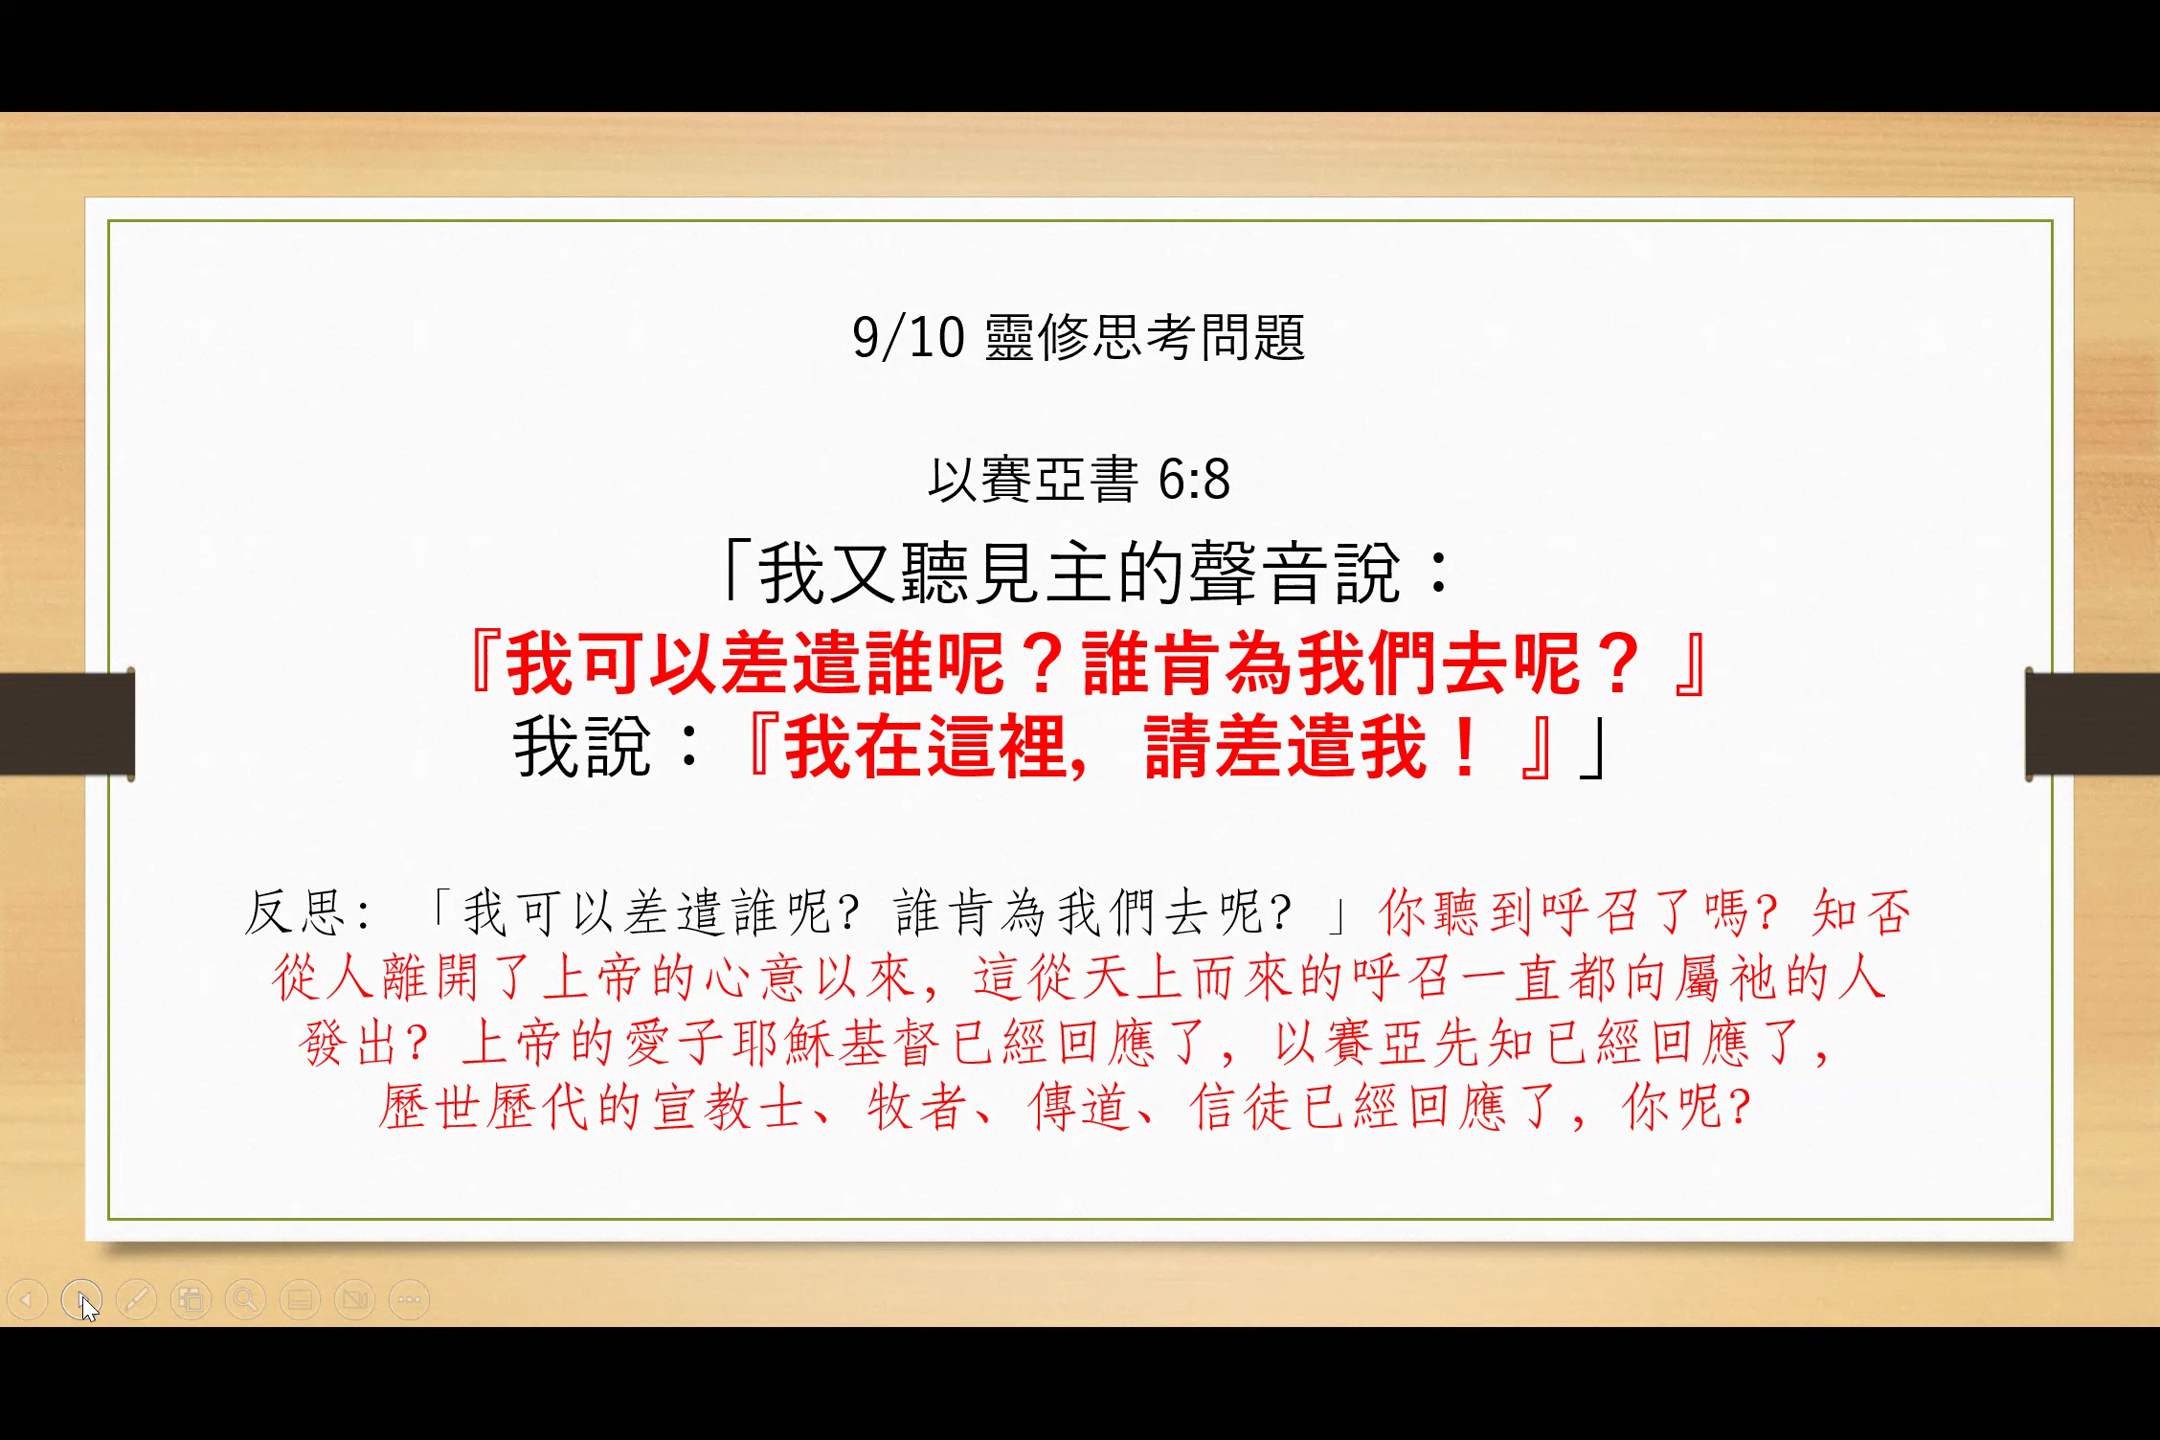 9/10 靈修思考問題
以賽亞書 6:8
「我又聽見主的聲音說：
『我可以差遣誰呢？誰肯為我們去呢？』
我說：『我在這裡，請差遣我！』」
反思：「我可以差遣誰呢？誰肯為我們去呢？」你聽到呼召了嗎？知否
從人離開了上帝的心意以來，這從天上而來的呼召一直都向屬祂的人
發出？上帝的愛子耶穌基督已經回應了，以賽亞先知已經回應了，
歷世歷代的宣教士、牧者、傳道、信徒已經回應了，你呢？